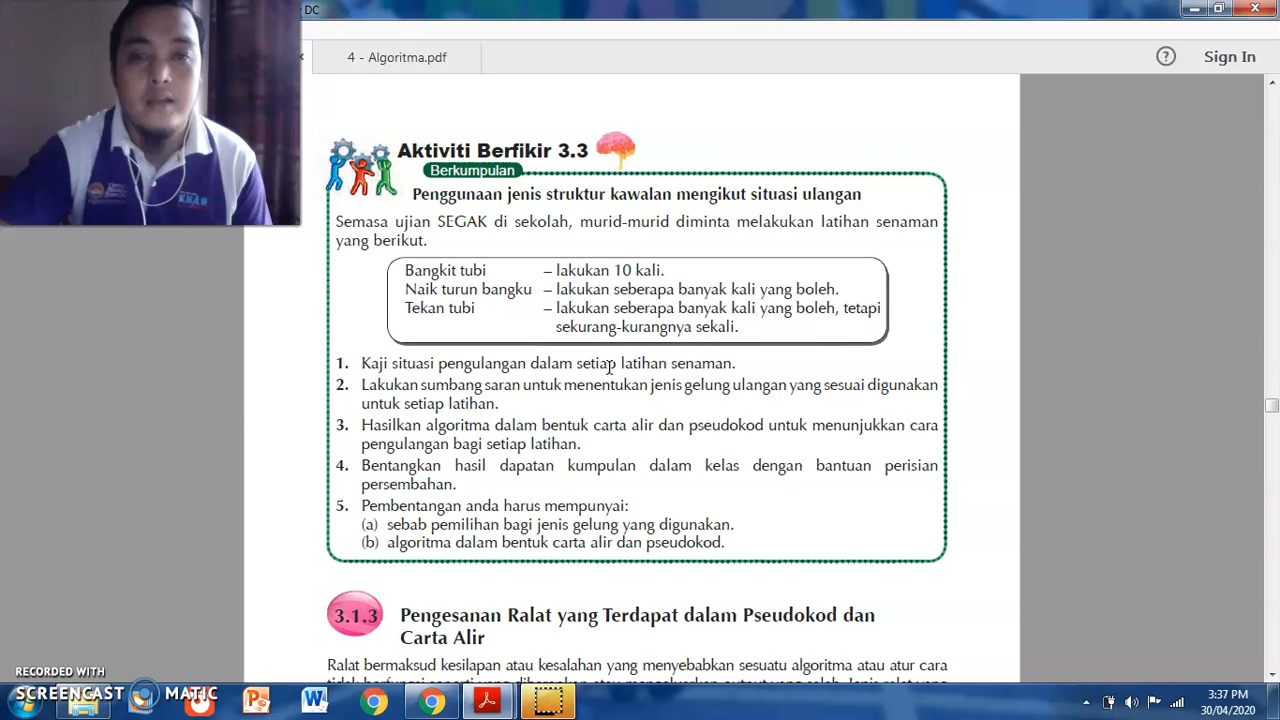 DC
4 - Algoritma.pdf
Sign In
Aktiviti Berfikir 3.3
Berkumpulan
Penggunaan jenis struktur kawalan mengikut situasi ulangan
Semasa ujian SEGAK di sekolah, murid-murid diminta melakukan latihan senaman
yang berikut.
Bangkit tubi – lakukan 10 kali.
Naik turun bangku – lakukan seberapa banyak kali yang boleh.
Tekan tubi – lakukan seberapa banyak kali yang boleh, tetapi
sekurang-kurangnya sekali.
1. Kaji situasi pengulangan dalam setiap latihan senaman.
2. Lakukan sumbang saran untuk menentukan jenis gelung ulangan yang sesuai digunakan
untuk setiap latihan.
3. Hasilkan algoritma dalam bentuk carta alir dan pseudokod untuk menunjukkan cara
pengulangan bagi setiap latihan.
4. Bentangkan hasil dapatan kumpulan dalam kelas dengan bantuan perisian
persembahan.
5. Pembentangan anda harus mempunyai:
(a) sebab pemilihan bagi jenis gelung yang digunakan.
(b) algoritma dalam bentuk carta alir dan pseudokod.
3.1.3 Pengesanan Ralat yang Terdapat dalam Pseudokod dan
Carta Alir
Ralat bermaksud kesilapan atau kesalahan yang menyebabkan sesuatu algoritma atau atur cara
RECORDED WITH
SCREENCAST MATIC
3:37 PM
30/04/2020